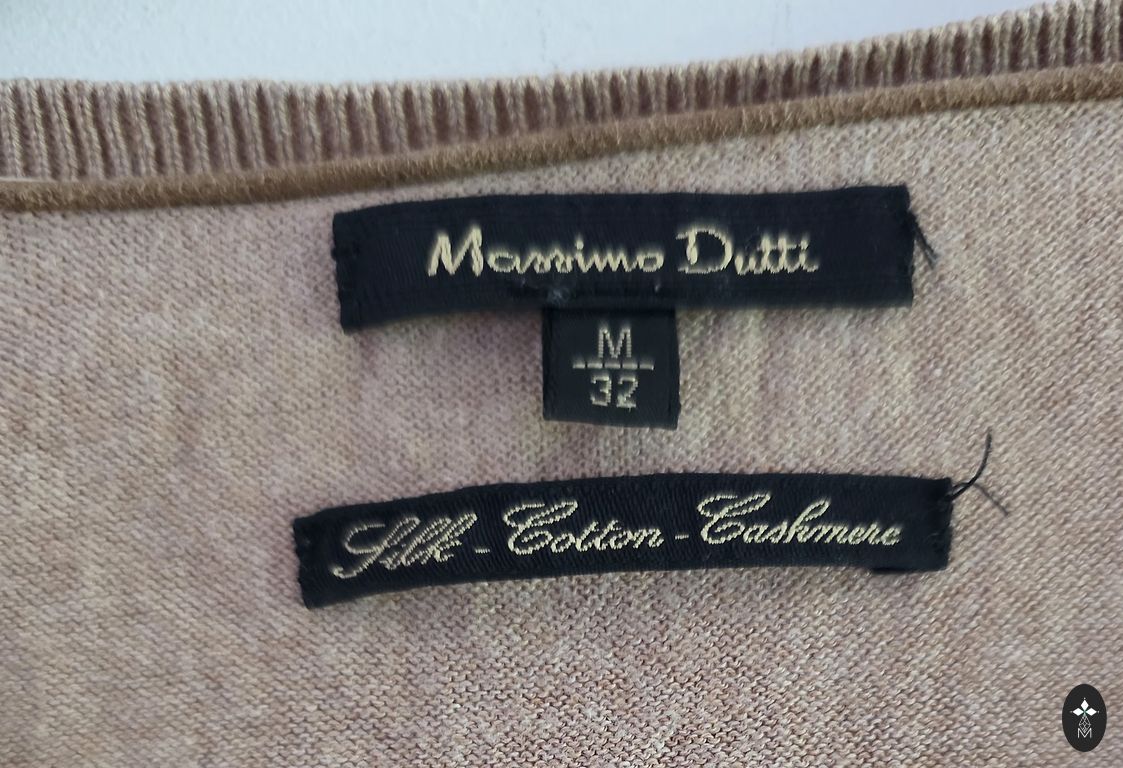 Massimo Dutti
M
32
Silk - Cotton - Cashmere
M